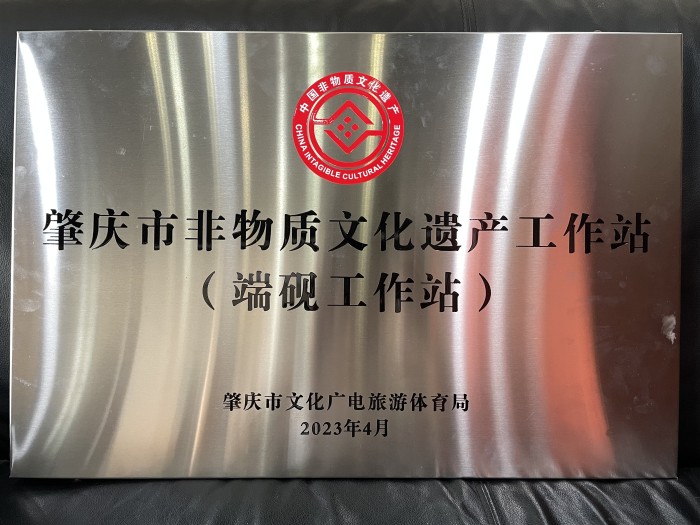 中国非物质文化遗产
CHINA INTAGIBLE CULTURAL HERITAGE
肇庆市非物质文化遗产工作站
（端砚工作站）
肇庆市文化广电旅游体育局
2023年4月